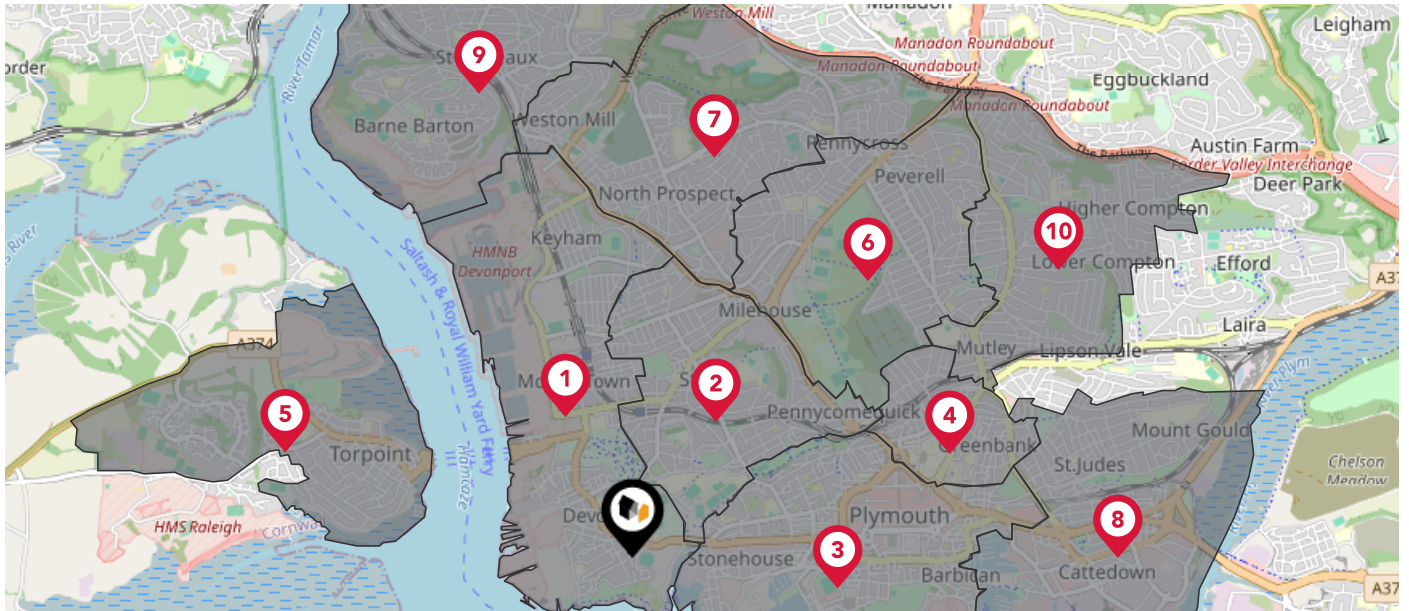 Weston Mill
Manadon
Leigham
Manadon Roundabout
Manadon Roundabout
The Parkway
Manadon Roundabout
Eggbuckland
River Tamar
9
Barne Barton
Weston Mill
7
Pennycross
The Parkway
Austin Farm
Forder Valley Interchange
Deer Park
North Prospect
Peverell
Higher Compton
Keyham
HMNB
Devonport
6
10
Lower Compton
Efford
Saltash & Royal William Yard Ferry
Hamoaze
Milehouse
Laira
A374
Mutley
Lipson Vale
1
2
5
Pennycomequick
4
Greenbank
Mount Gould
Torpoint
St.Judes
Chelson
Meadow
HMS Raleigh
Plymouth
8
3
Stonehouse
Cattedown
Barbican